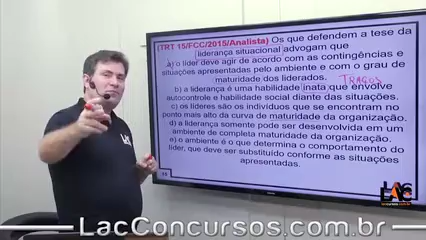 (TRT 15/FCC/2015/Analista) Os que defendem a tese da
liderança situacional advogam que
a) o líder deve agir de acordo com as contingências e
situações apresentadas pelo ambiente e com o grau de
maturidade dos liderados. TRAÇOS
b) a liderança é uma habilidade inata que envolve
autocontrole e habilidade social diante das situações.
c) os líderes são os indivíduos que se encontram no
ponto mais alto da curva de maturidade da organização.
d) a liderança somente pode ser desenvolvida em um
ambiente de completa maturidade da organização.
e) o ambiente é o que determina o comportamento do
líder, que deve ser substituído conforme as situações
apresentadas.
LAC
LAC
LacConcursos.com.br